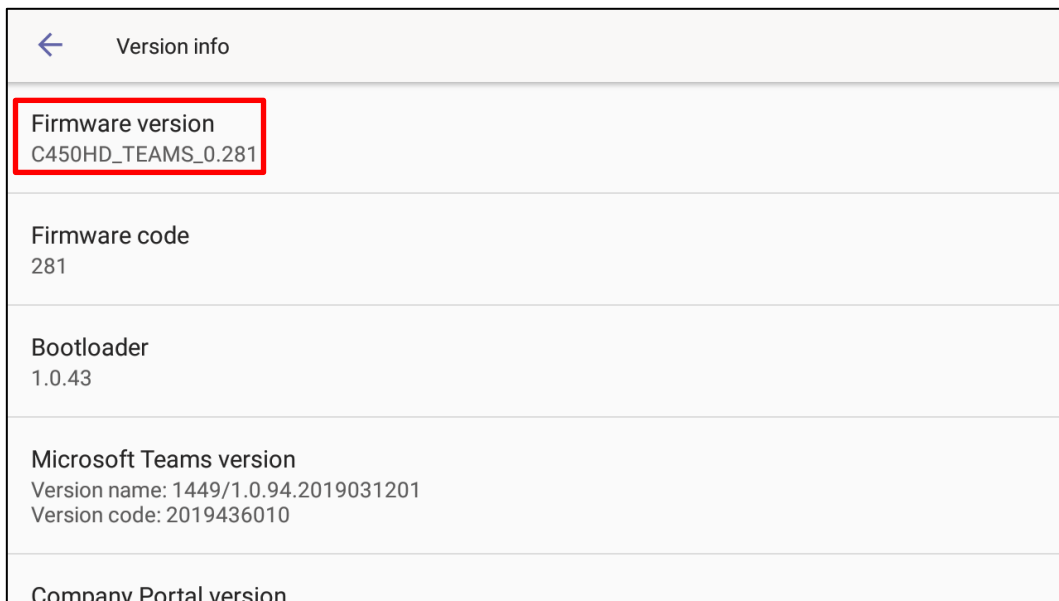 Version info
Firmware version
C450HD_TEAMS_0.281
Firmware code
281
Bootloader
1.0.43
Microsoft Teams version
Version name: 1449/1.0.94.2019031201
Version code: 2019436010
Company Portal version